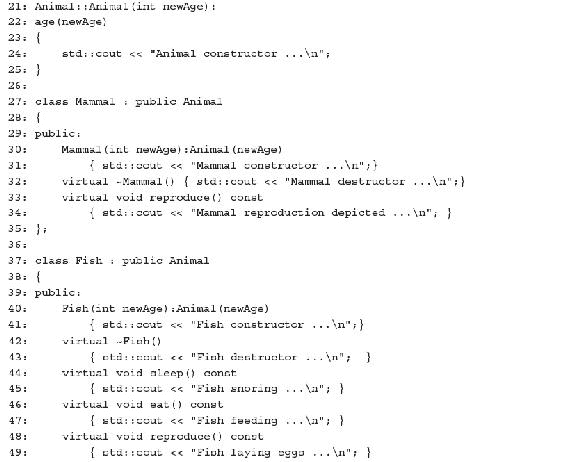 21: Animal::Animal(int newAge):
22: age(newAge)
23: {
24:     std::cout << "Animal constructor ...\n";
25: }
26:
27: class Mammal : public Animal
28: {
29: public:
30:     Mammal(int newAge):Animal(newAge)
31:         { std::cout << "Mammal constructor ...\n";}
32:     virtual ~Mammal() { std::cout << "Mammal destructor ...\n";}
33:     virtual void reproduce() const
34:         { std::cout << "Mammal reproduction depicted ...\n"; }
35: };
36:
37: class Fish : public Animal
38: {
39: public:
40:     Fish(int newAge):Animal(newAge)
41:         { std::cout << "Fish constructor ...\n";}
42:     virtual ~Fish()
43:         { std::cout << "Fish destructor ...\n";  }
44:     virtual void sleep() const
45:         { std::cout << "Fish snoring ...\n"; }
46:     virtual void eat() const
47:         { std::cout << "Fish feeding ...\n"; }
48:     virtual void reproduce() const
49:         { std::cout << "Fish laying eggs ...\n"; }